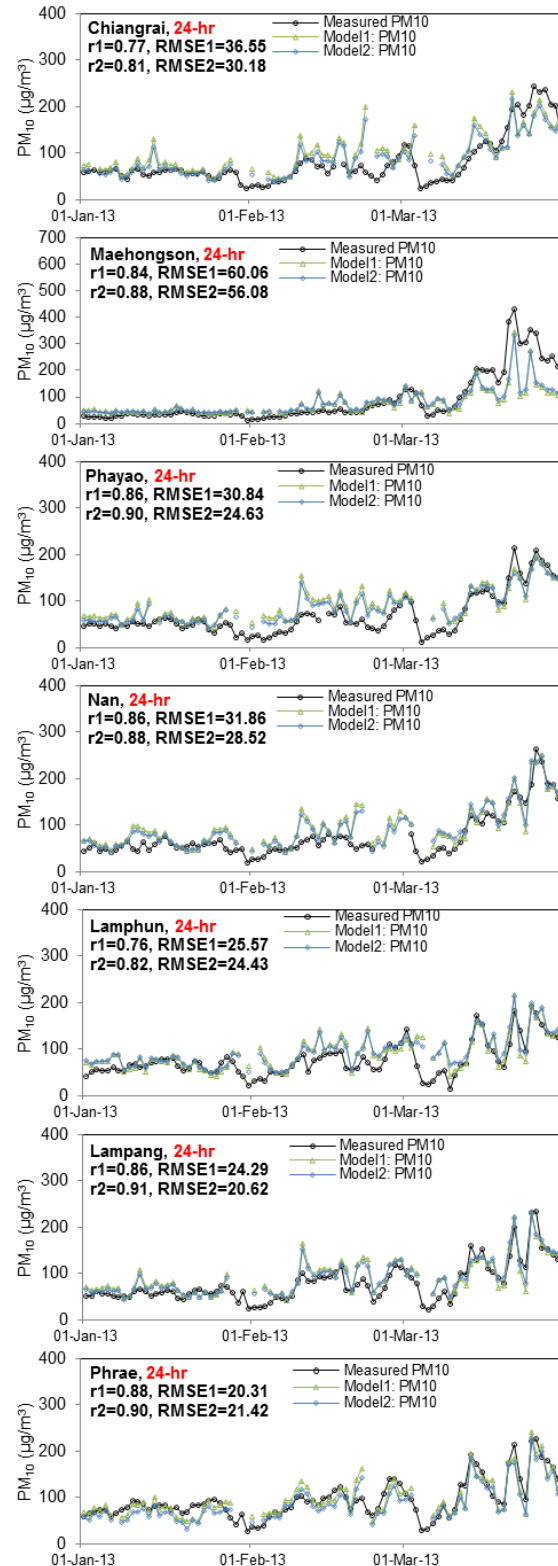 Chiangrai, 24-hr
r1=0.77, RMSE1=36.55
r2=0.81, RMSE2=30.18
Measured PM10
Model1: PM10
Model2: PM10
PM10 (µg/m³)
400
300
200
100
0
01-Jan-13
01-Feb-13
01-Mar-13
Maehongson, 24-hr
r1=0.84, RMSE1=60.06
r2=0.88, RMSE2=56.08
Measured PM10
Model1: PM10
Model2: PM10
PM10 (µg/m³)
700
600
500
400
300
200
100
0
01-Jan-13
01-Feb-13
01-Mar-13
Phayao, 24-hr
r1=0.86, RMSE1=30.84
r2=0.90, RMSE2=24.63
Measured PM10
Model1: PM10
Model2: PM10
PM10 (µg/m³)
400
300
200
100
0
01-Jan-13
01-Feb-13
01-Mar-13
Nan, 24-hr
r1=0.86, RMSE1=31.86
r2=0.88, RMSE2=28.52
Measured PM10
Model1: PM10
Model2: PM10
PM10 (µg/m³)
400
300
200
100
0
01-Jan-13
01-Feb-13
01-Mar-13
Lamphun, 24-hr
r1=0.76, RMSE1=25.57
r2=0.82, RMSE2=24.43
Measured PM10
Model1: PM10
Model2: PM10
PM10 (µg/m³)
400
300
200
100
0
01-Jan-13
01-Feb-13
01-Mar-13
Lampang, 24-hr
r1=0.86, RMSE1=24.29
r2=0.91, RMSE2=20.62
Measured PM10
Model1: PM10
Model2: PM10
PM10 (µg/m³)
400
300
200
100
0
01-Jan-13
01-Feb-13
01-Mar-13
Phrae, 24-hr
r1=0.88, RMSE1=20.31
r2=0.90, RMSE2=21.42
Measured PM10
Model1: PM10
Model2: PM10
PM10 (µg/m³)
400
300
200
100
0
01-Jan-13
01-Feb-13
01-Mar-13